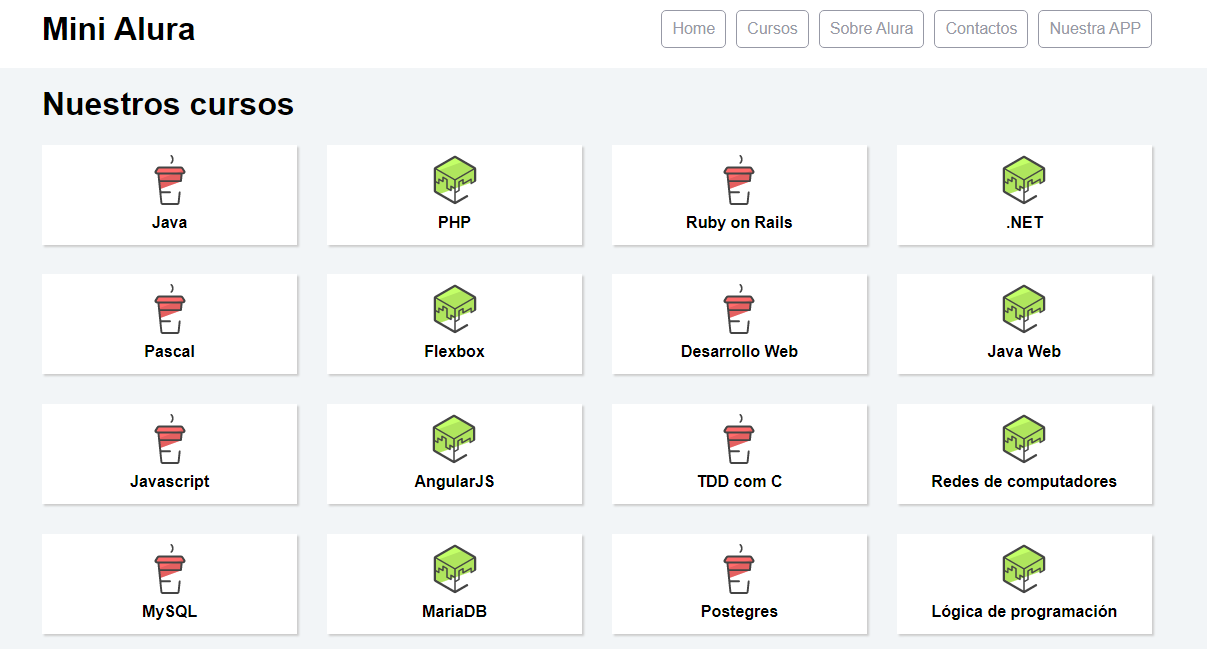 Mini Alura
Home
Cursos
Sobre Alura
Contactos
Nuestra APP
Nuestros cursos
Java
PHP
Ruby on Rails
.NET
Pascal
Flexbox
Desarrollo Web
Java Web
Javascript
AngularJS
TDD com C
Redes de computadores
MySQL
MariaDB
Postegres
Lógica de programación